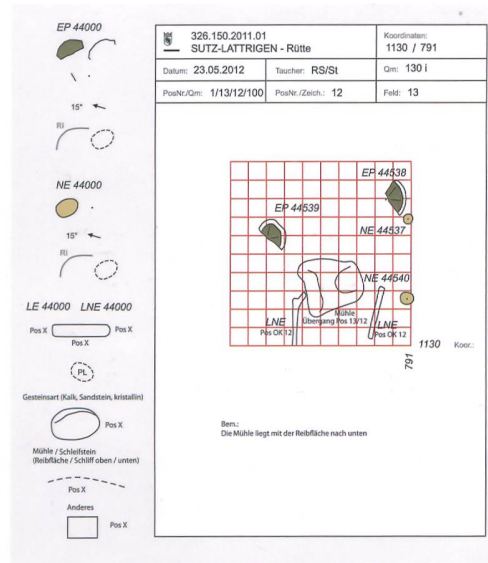 EP 44000
15°
RI
NE 44000
15°
RI
LE 44000 LNE 44000
Pos X Pos X
Pos X
PL
Gesteinsart (Kalk, Sandstein, kristallin)
Pos X
Mühle / Schleifstein
(Reibfläche / Schliff oben / unten)
Pos X
Anderes
Pos X
326.150.2011.01
SUTZ-LATTRIGEN - Rütte
Koordinaten:
1130 / 791
Datum: 23.05.2012 Taucher: RS/St Qm: 130 i
PosNr./Qm: 1/13/12/100 PosNr./Zeich.: 12 Feld: 13
EP 44538
EP 44539
NE 44537
NE 44540
Mühle
LNE Übergang Pos 13/12 LNE
Pos OK 12 Pos OK 12
1130 Koor.:
791
Bem.:
Die Mühle liegt mit der Reibfläche nach unten